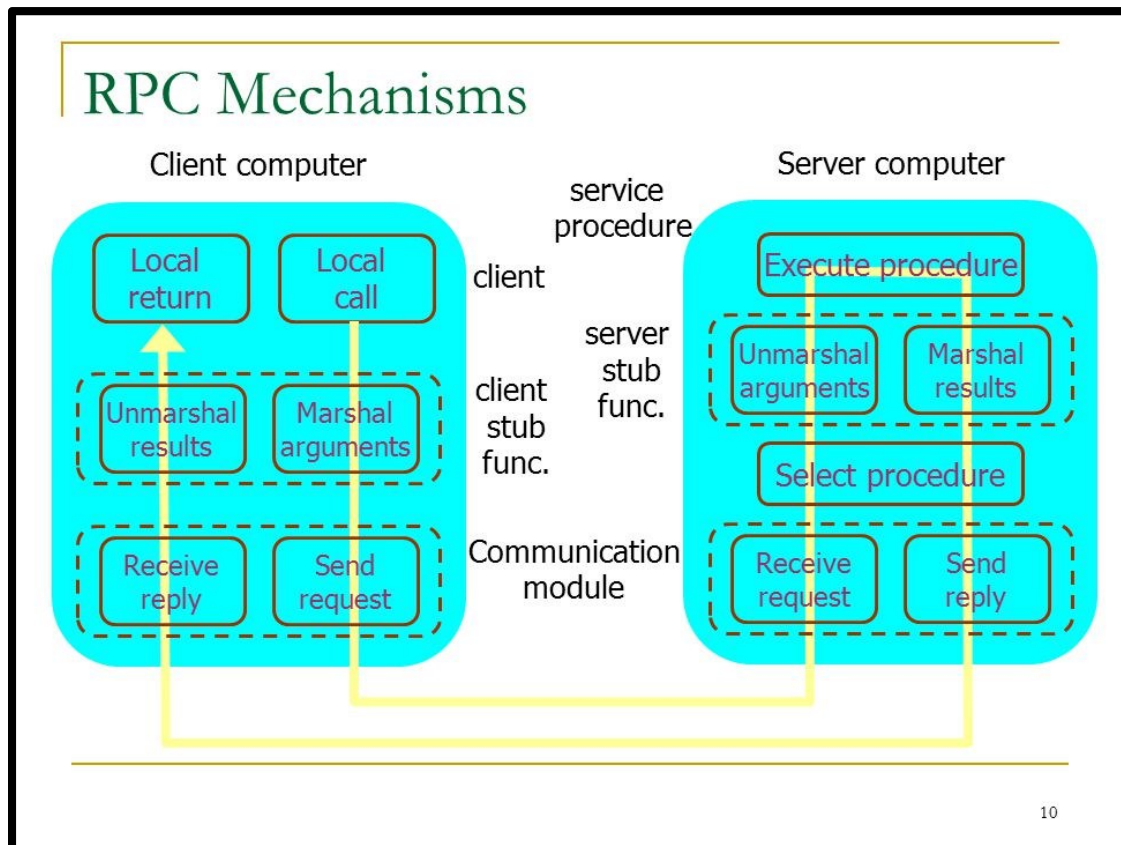 RPC Mechanisms
Client computer
Server computer
service
procedure
Local
return
Local
call
client
Execute procedure
server
stub
func.
Unmarshal
arguments
Marshal
results
Unmarshal
results
Marshal
arguments
client
stub
func.
Select procedure
Communication
module
Receive
reply
Send
request
Receive
request
Send
reply
10